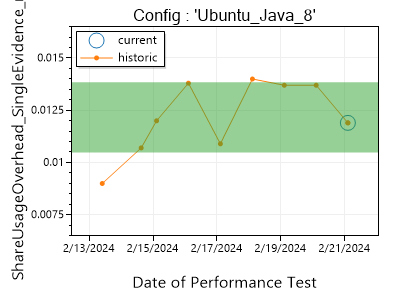 Config : 'Ubuntu_Java_8'
current
historic
ShareUsageOverhead_SingleEvidence_
0.015
0.0125
0.01
0.0075
2/13/2024 2/15/2024 2/17/2024 2/19/2024 2/21/2024
Date of Performance Test